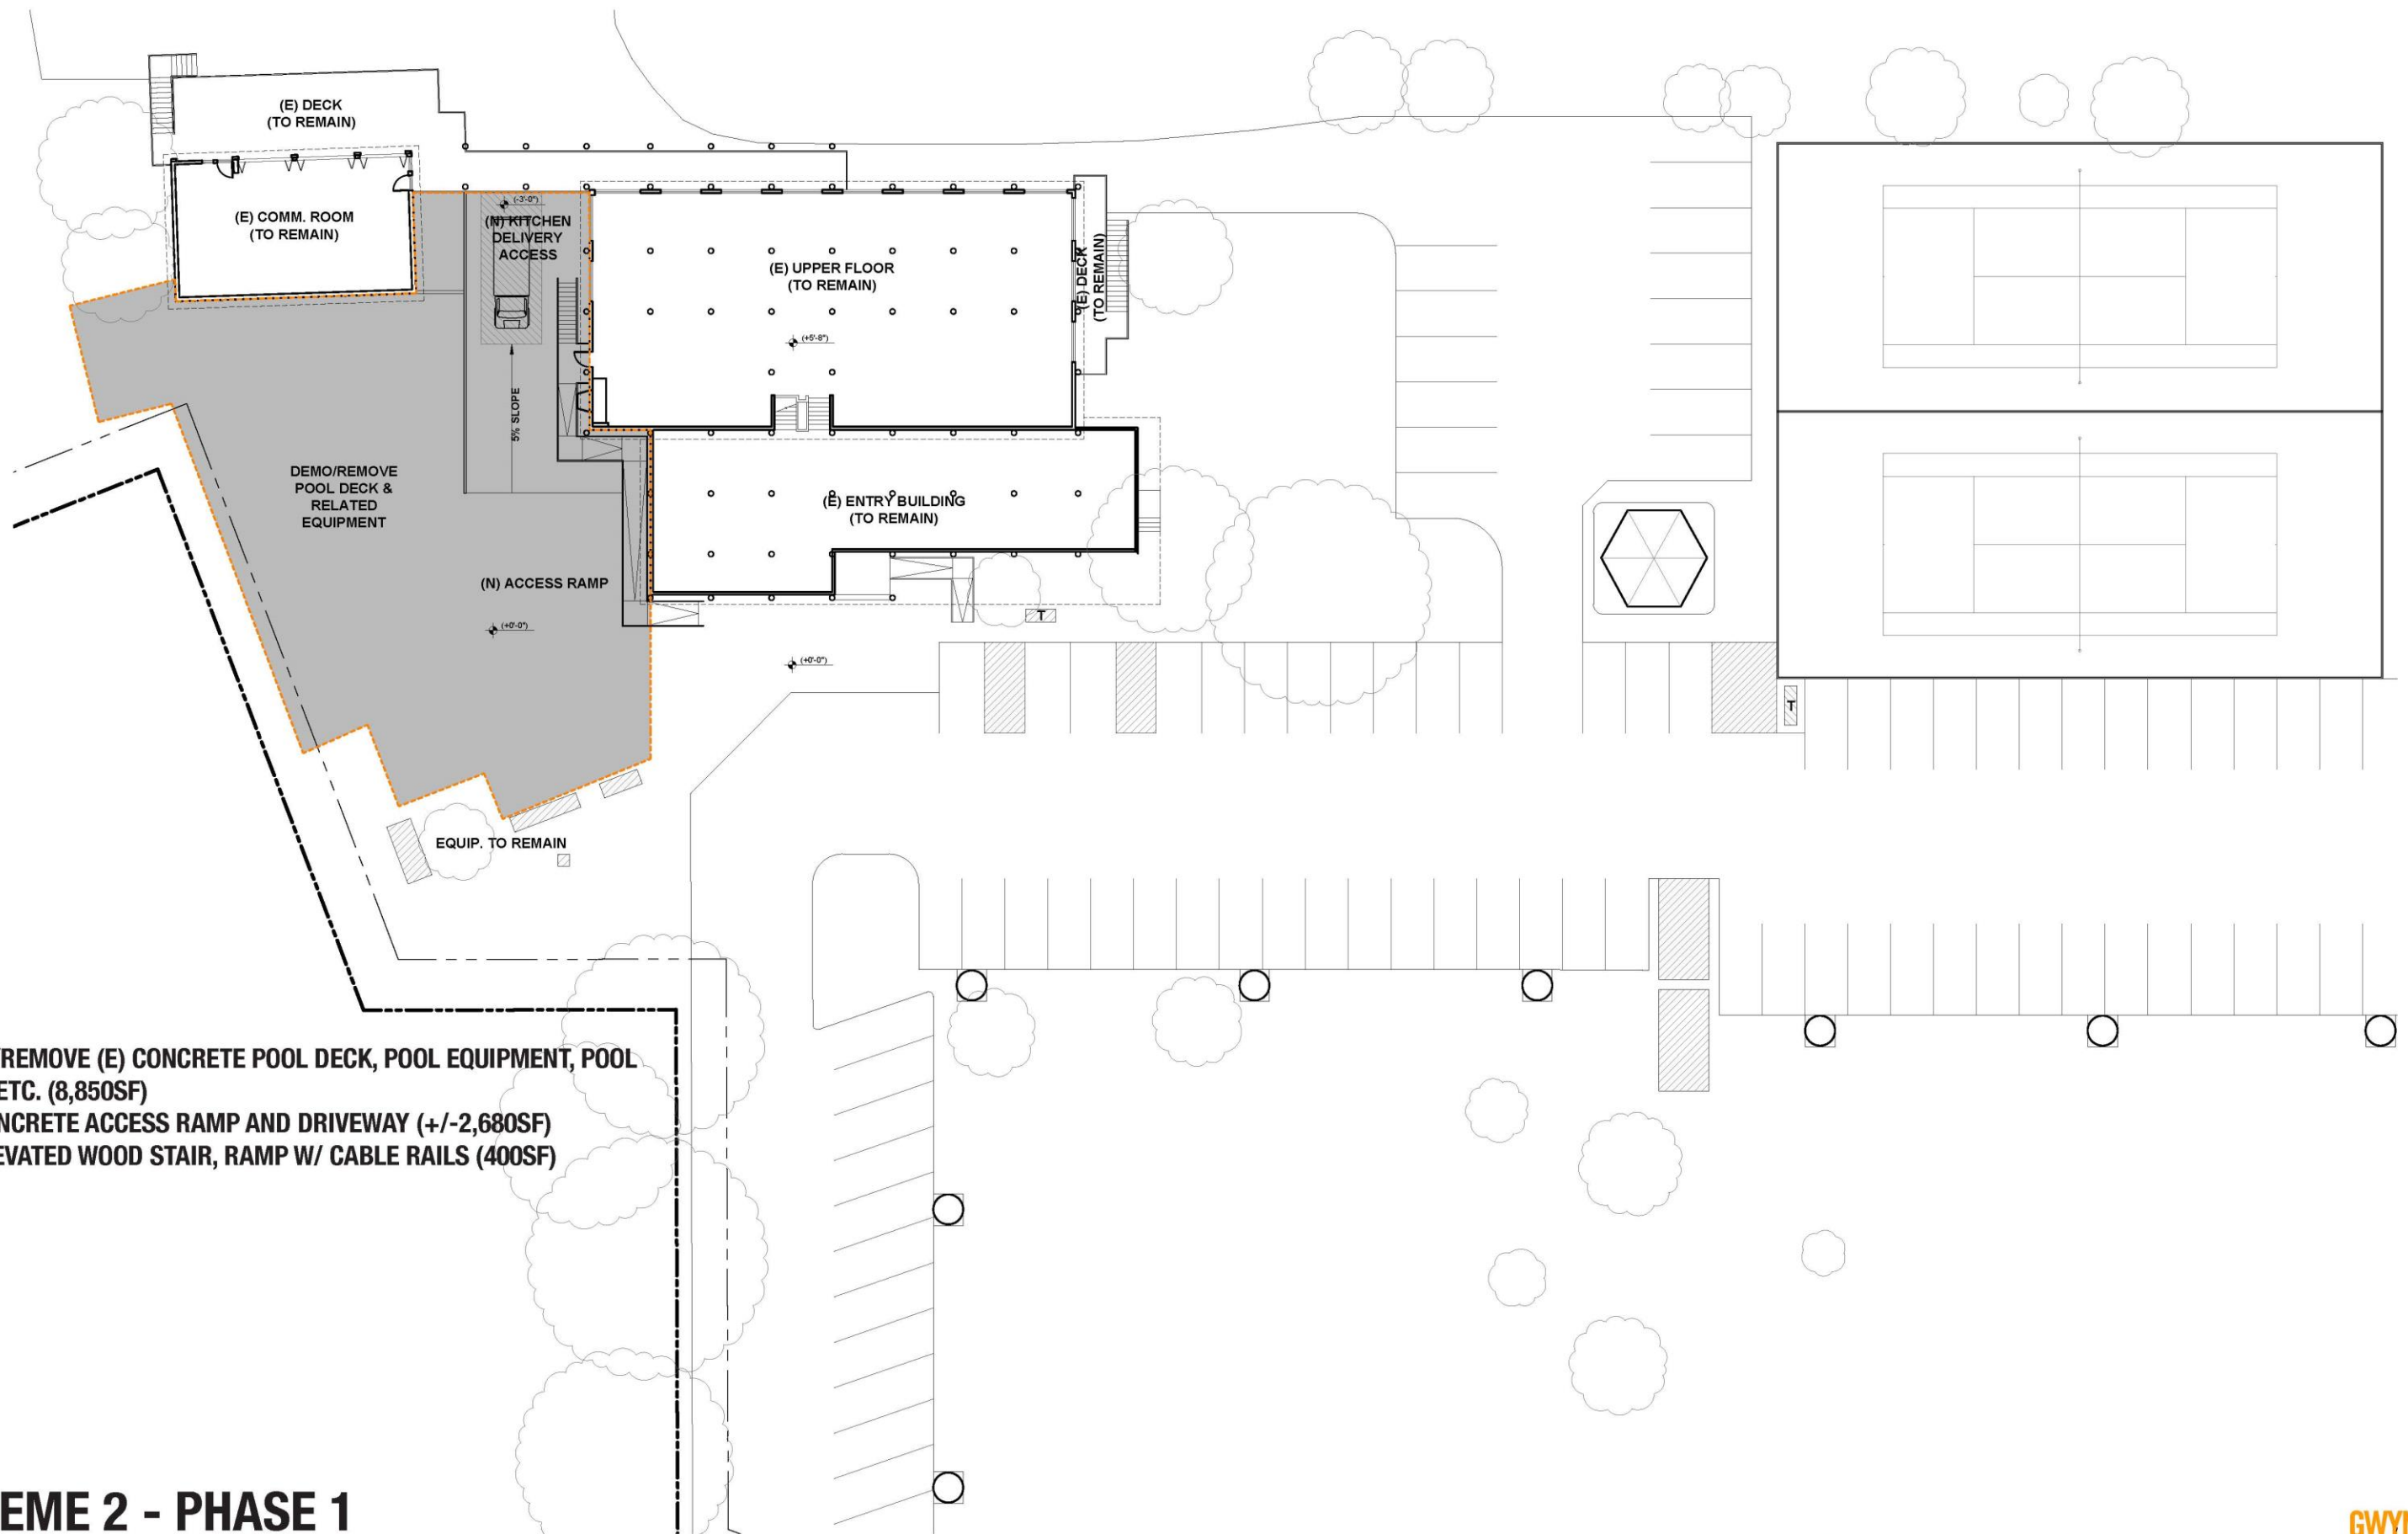 (E) DECK
(TO REMAIN)
(E) COMM. ROOM
(TO REMAIN)
(-3'-0")
(N) KITCHEN
DELIVERY
ACCESS
(E) UPPER FLOOR
(TO REMAIN)
(E) DECK
(TO REMAIN)
(+5'-8")
5% SLOPE
DEMO/REMOVE
POOL DECK &
RELATED
EQUIPMENT
(E) ENTRY BUILDING
(TO REMAIN)
(N) ACCESS RAMP
(+0'-0")
T
(+0'-0")
T
EQUIP. TO REMAIN
REMOVE (E) CONCRETE POOL DECK, POOL EQUIPMENT, POOL
ETC. (8,850SF)
NCRETE ACCESS RAMP AND DRIVEWAY (+/-2,680SF)
EVATED WOOD STAIR, RAMP W/ CABLE RAILS (400SF)
EME 2 - PHASE 1
GWY